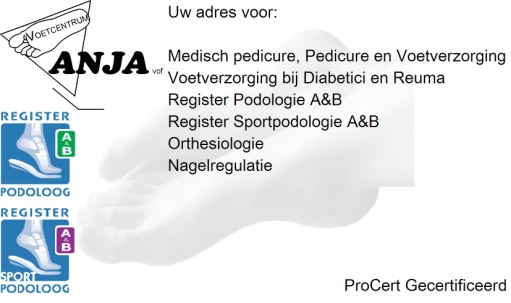 VOETCENTRUM
ANJA vof
Uw adres voor:
Medisch pedicure, Pedicure en Voetverzorging
Voetverzorging bij Diabetici en Reuma
Register Podologie A&B
Register Sportpodologie A&B
Orthesiologie
Nagelregulatie
REGISTER
A
&
B
PODOLOOG
REGISTER
A
&
B
SPORT
PODOLOOG
ProCert Gecertificeerd